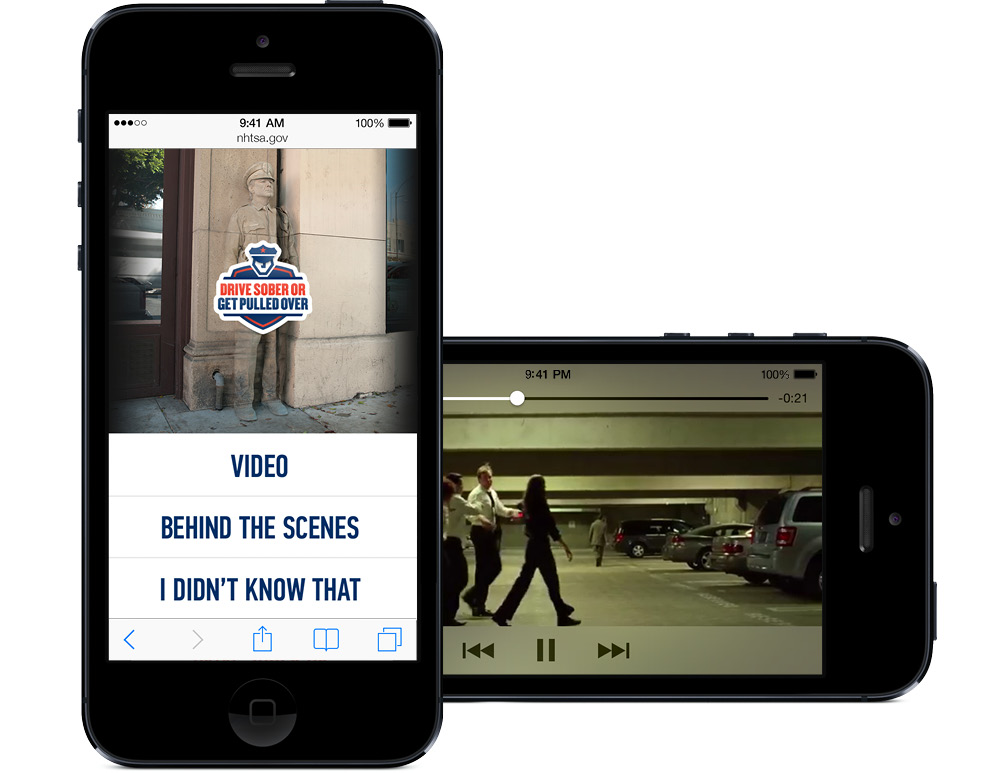 9:41 AM
100%
nhtsa.gov
DRIVE SOBER OR
GET PULLED OVER
VIDEO
BEHIND THE SCENES
I DIDN'T KNOW THAT
9:41 PM
100%
-0:21